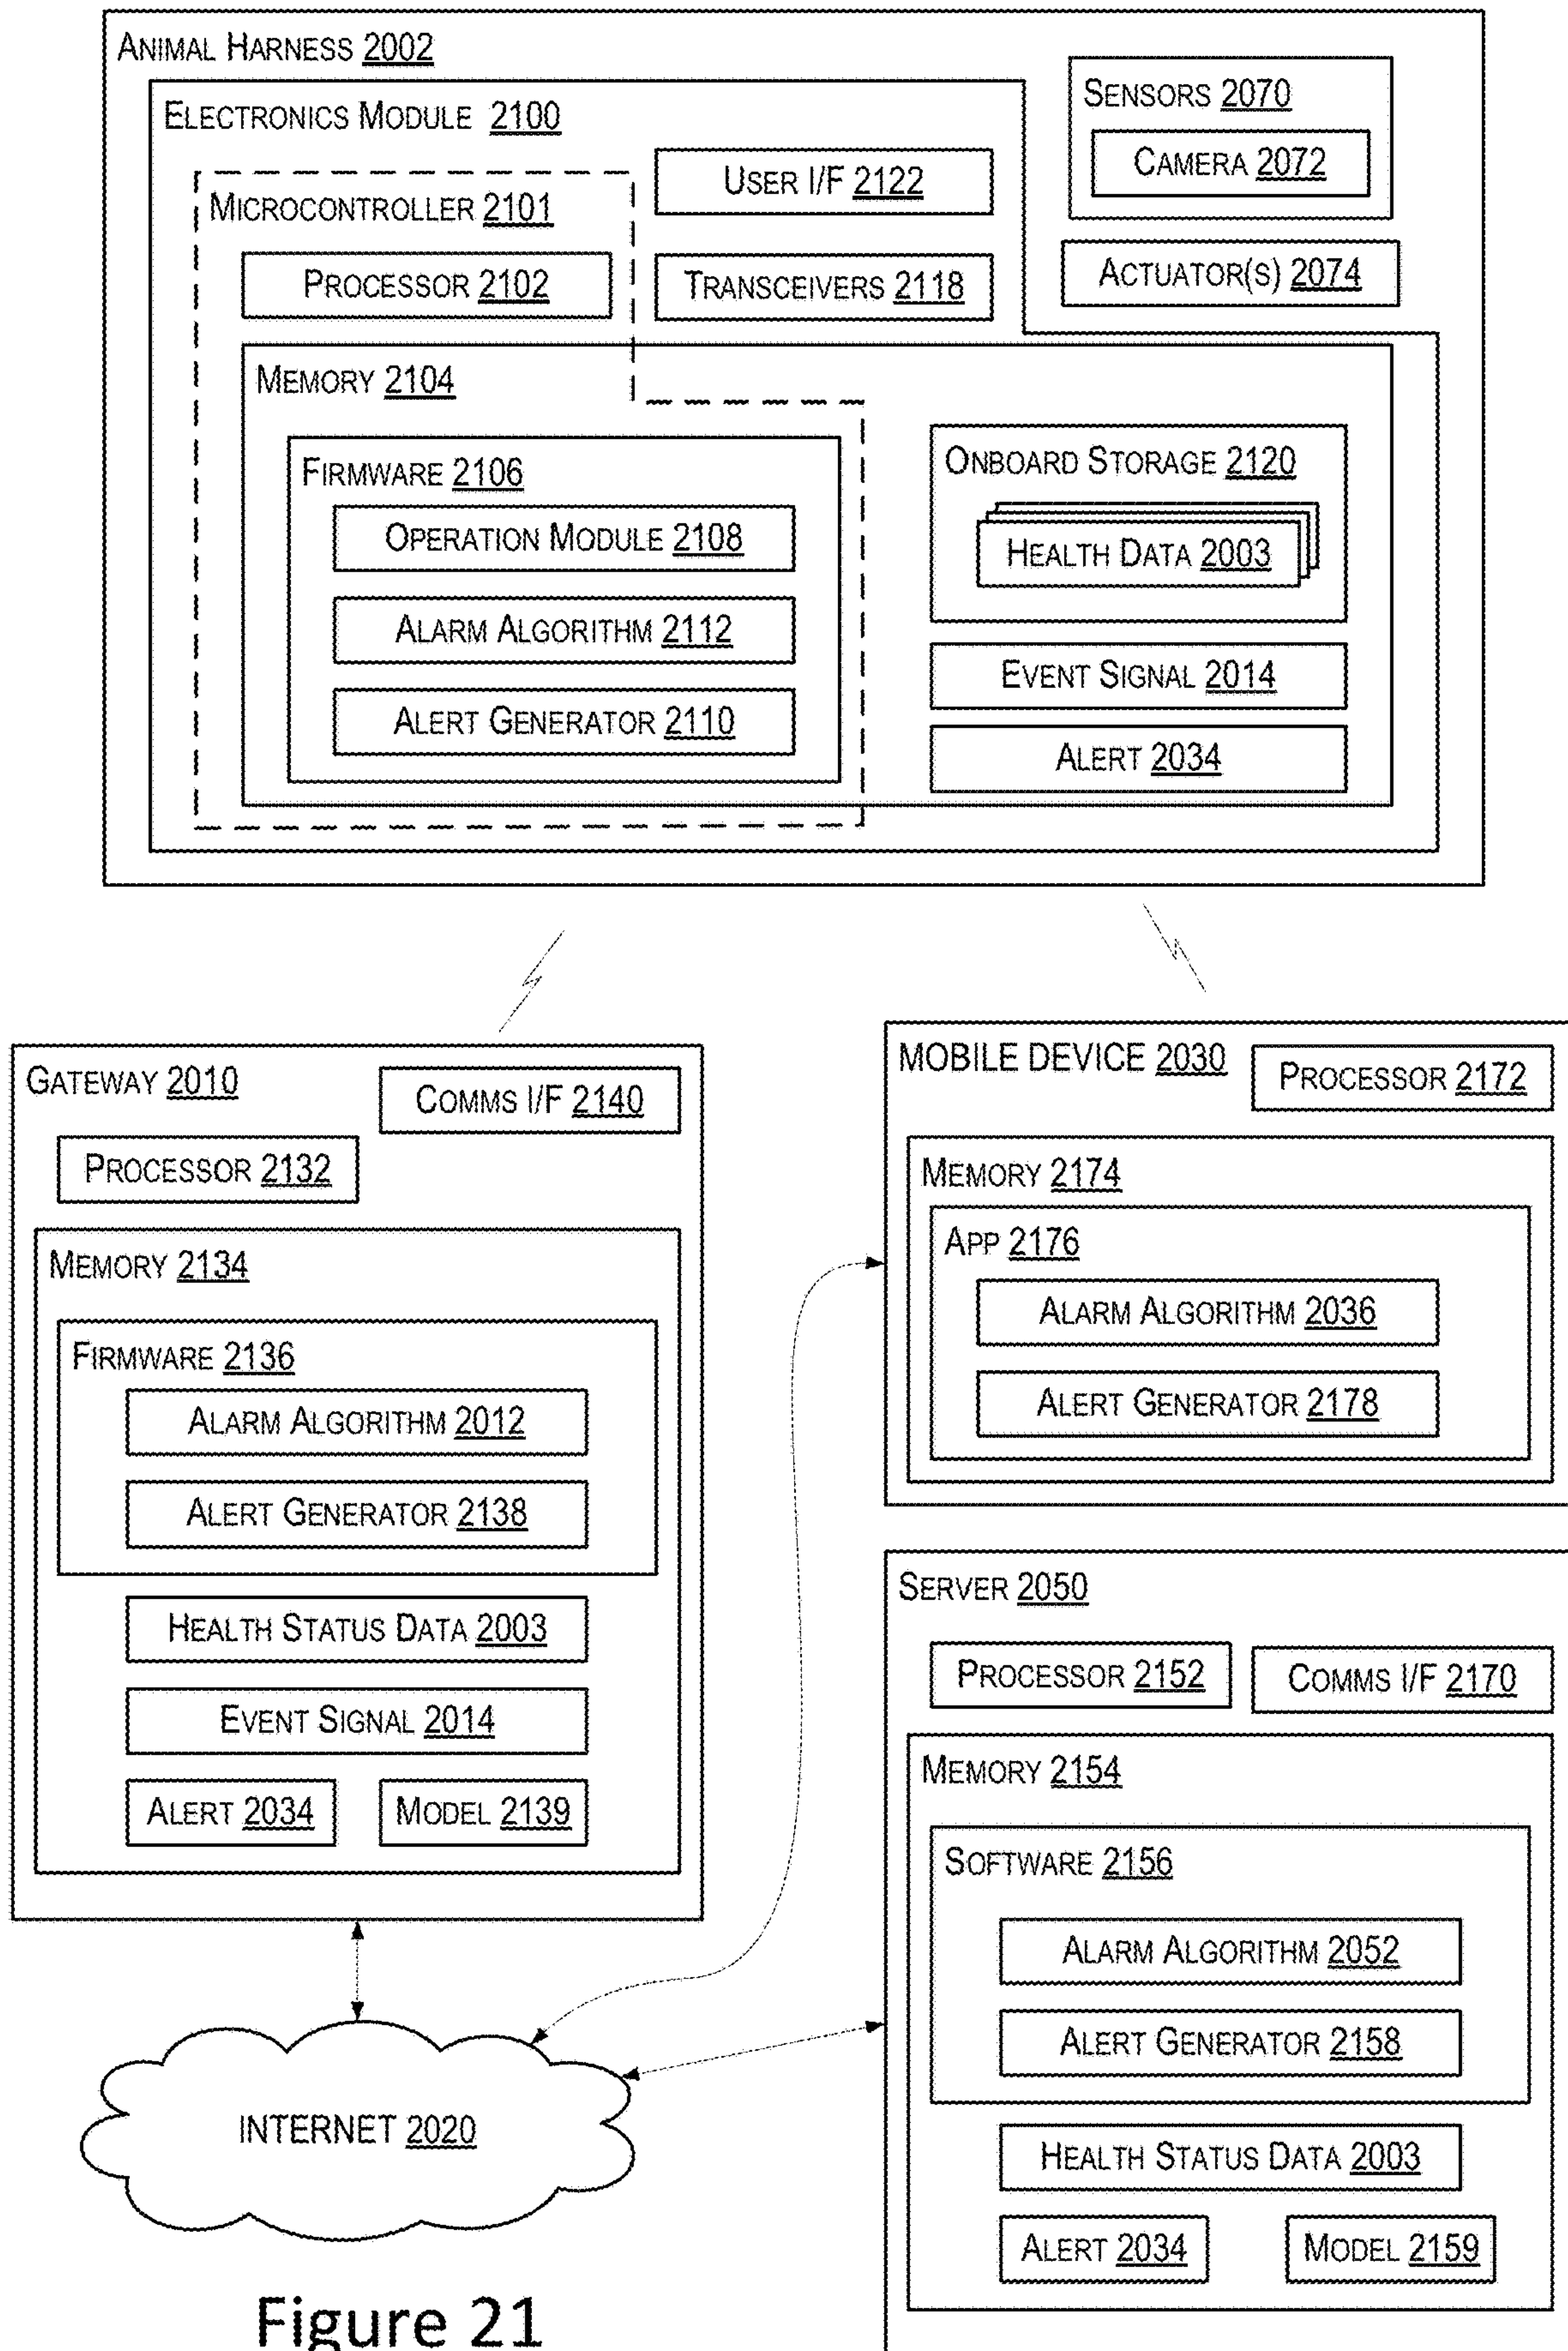 ANIMAL HARNESS 2002
ELECTRONICS MODULE 2100
SENSORS 2070
CAMERA 2072
USER I/F 2122
MICROCONTROLLER 2101
PROCESSOR 2102
TRANSCEIVERS 2118
ACTUATOR(S) 2074
MEMORY 2104
FIRMWARE 2106
OPERATION MODULE 2108
ALARM ALGORITHM 2112
ALERT GENERATOR 2110
ONBOARD STORAGE 2120
HEALTH DATA 2003
EVENT SIGNAL 2014
ALERT 2034
GATEWAY 2010
COMMS I/F 2140
PROCESSOR 2132
MEMORY 2134
FIRMWARE 2136
ALARM ALGORITHM 2012
ALERT GENERATOR 2138
HEALTH STATUS DATA 2003
EVENT SIGNAL 2014
ALERT 2034
MODEL 2139
MOBILE DEVICE 2030
PROCESSOR 2172
MEMORY 2174
APP 2176
ALARM ALGORITHM 2036
ALERT GENERATOR 2178
SERVER 2050
PROCESSOR 2152
COMMS I/F 2170
MEMORY 2154
SOFTWARE 2156
ALARM ALGORITHM 2052
ALERT GENERATOR 2158
HEALTH STATUS DATA 2003
ALERT 2034
MODEL 2159
INTERNET 2020
Figure 21